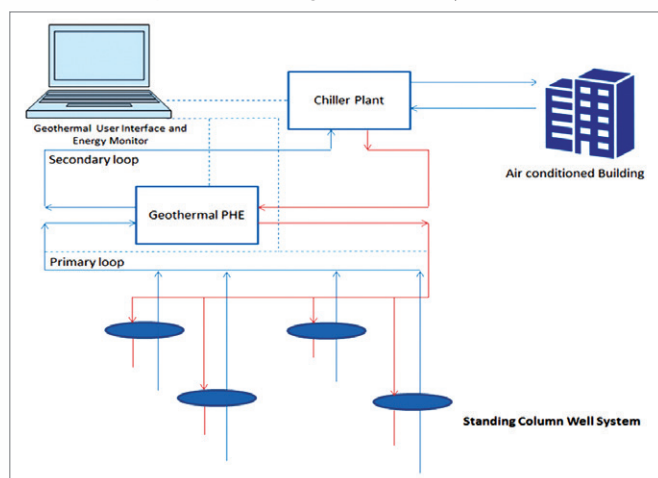 Chiller Plant
Geothermal User Interface and
Energy Monitor
Secondary loop
Air conditioned Building
Geothermal PHE
Primary loop
Standing Column Well System